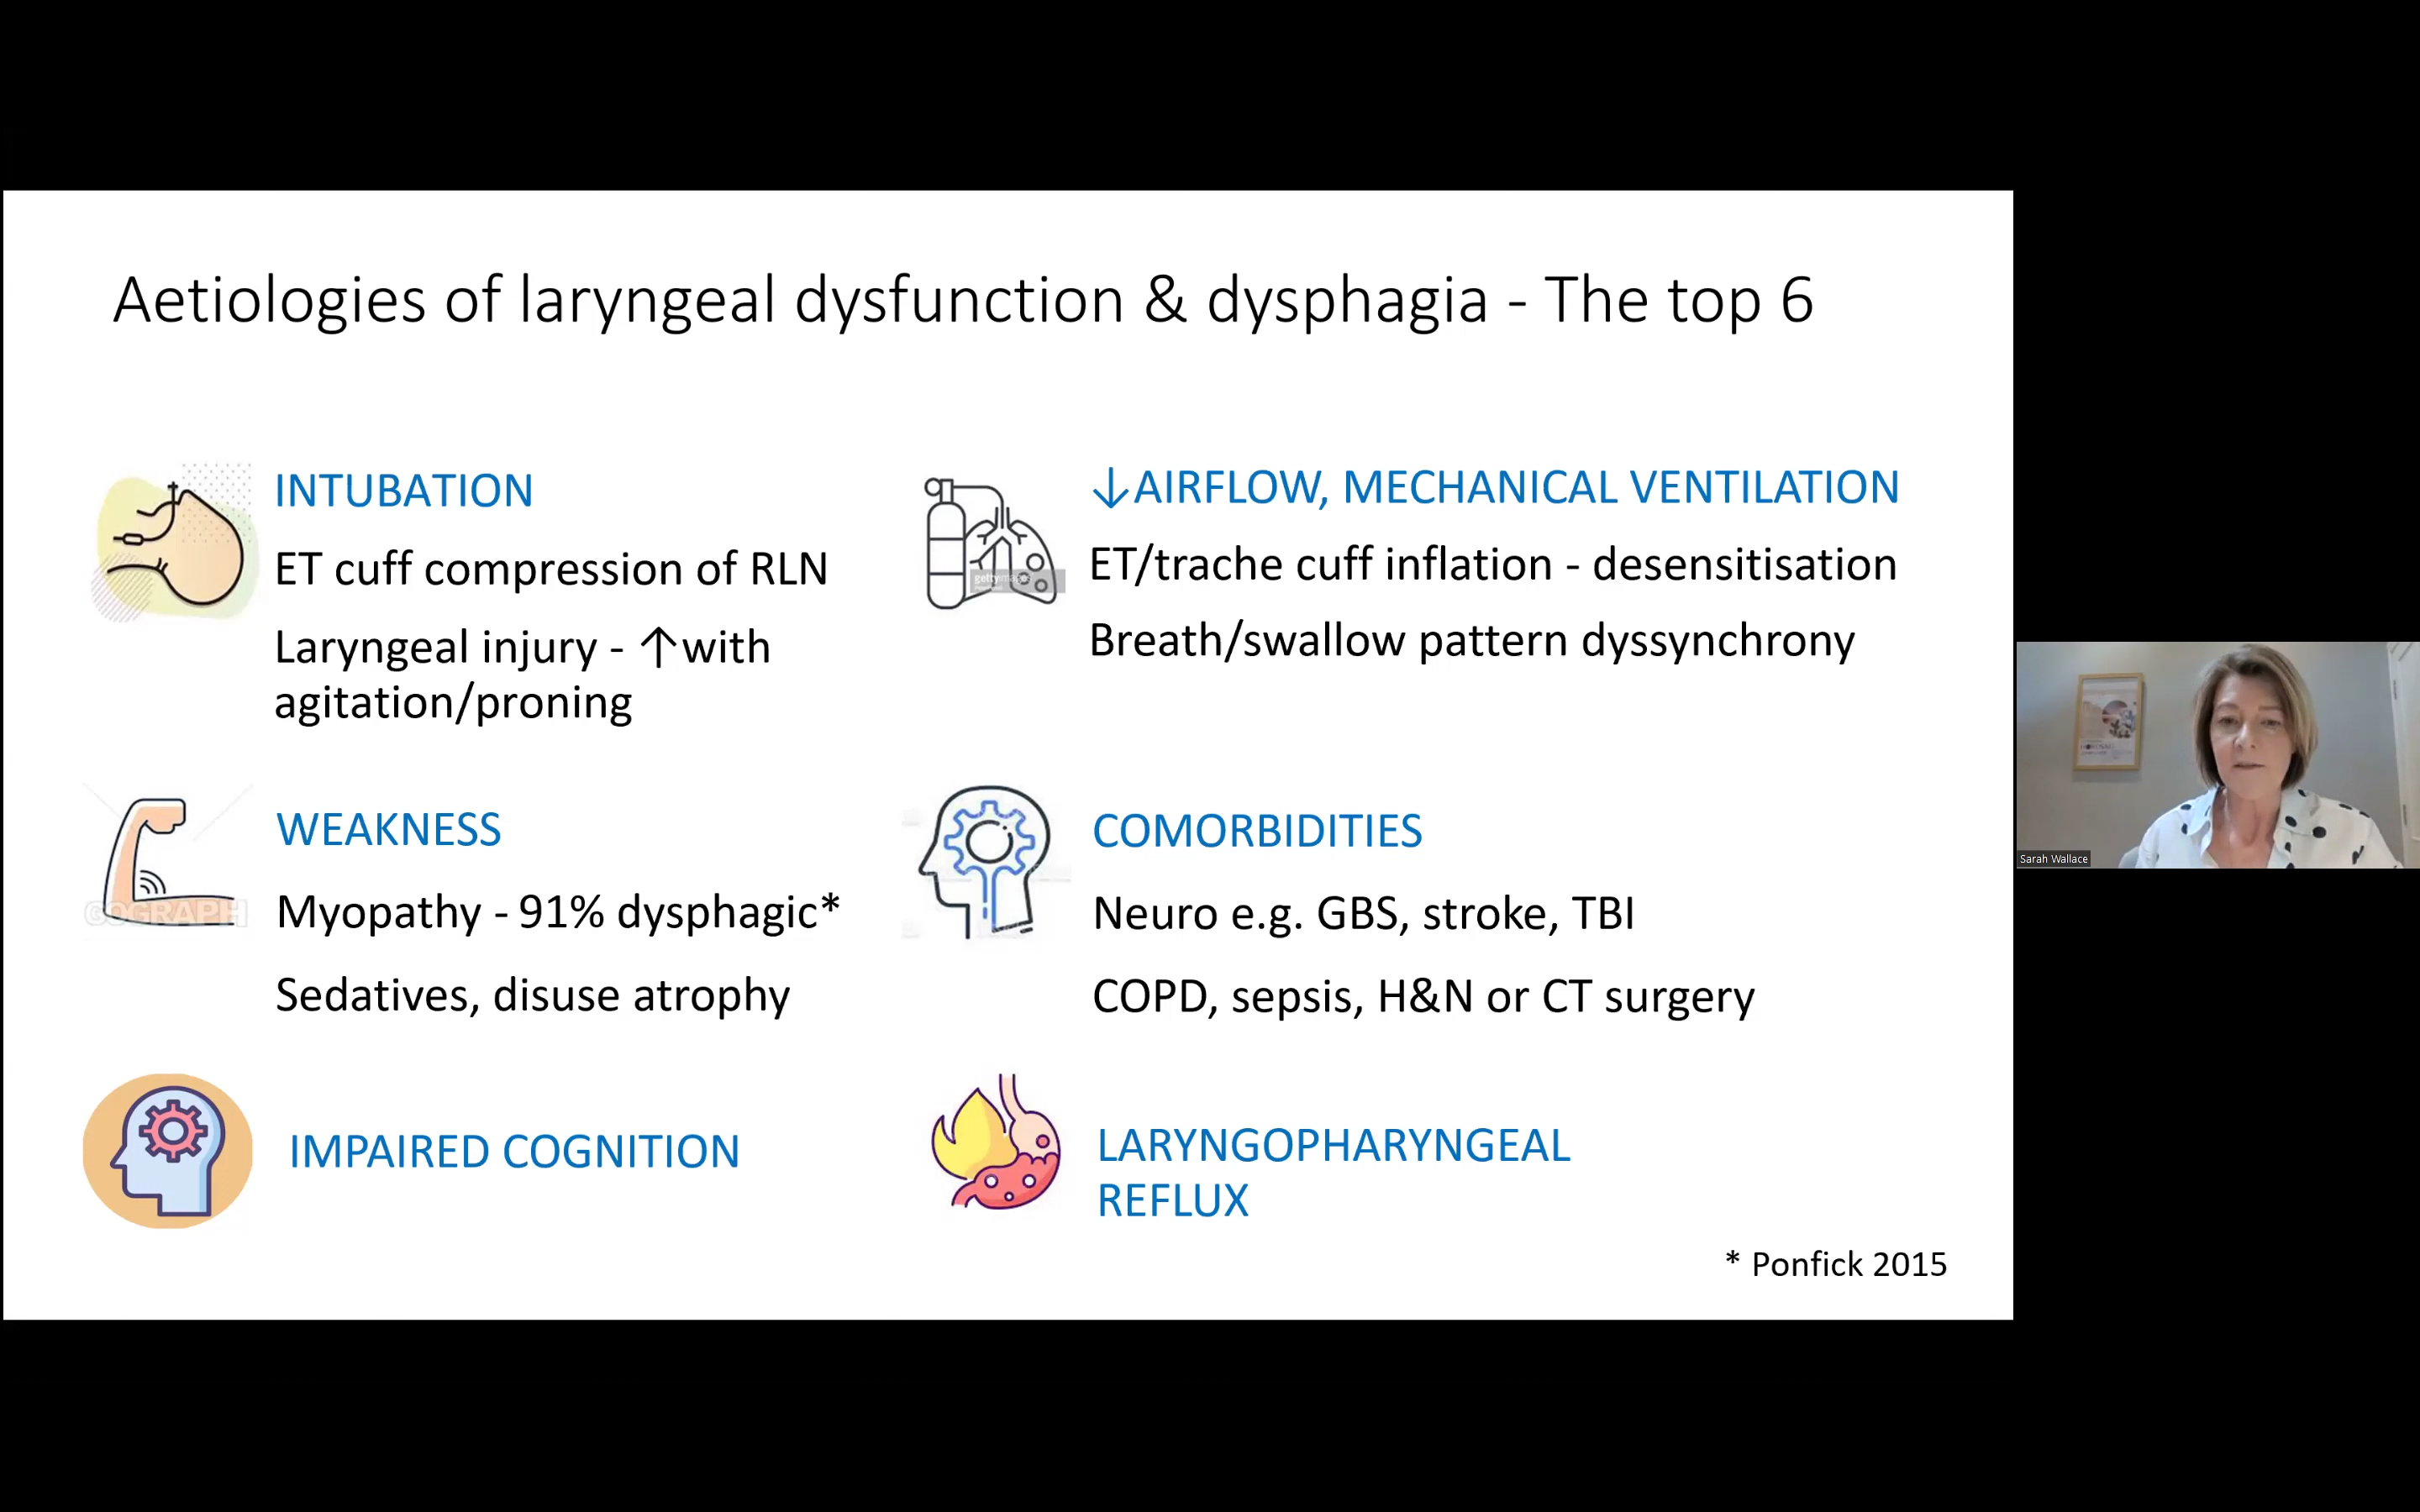 Aetiologies of laryngeal dysfunction & dysphagia - The top 6
INTUBATION
ET cuff compression of RLN
Laryngeal injury - ↑with
agitation/proning
↓AIRFLOW, MECHANICAL VENTILATION
ET/trache cuff inflation - desensitisation
Breath/swallow pattern dyssynchrony
gettyimages
WEAKNESS
Myopathy - 91% dysphagic*
Sedatives, disuse atrophy
GOGRAPH
COMORBIDITIES
Neuro e.g. GBS, stroke, TBI
COPD, sepsis, H&N or CT surgery
IMPAIRED COGNITION
LARYNGOPHARYNGEAL
REFLUX
* Ponfick 2015
Sarah Wallace